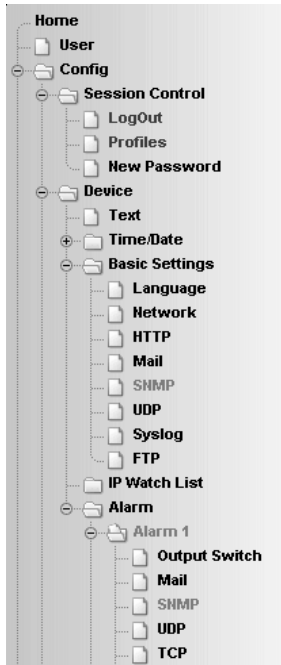 Home
User
Config
Session Control
LogOut
Profiles
New Password
Device
Text
Time/Date
Basic Settings
Language
Network
HTTP
Mail
SNMP
UDP
Syslog
FTP
IP Watch List
Alarm
Alarm 1
Output Switch
Mail
SNMP
UDP
TCP